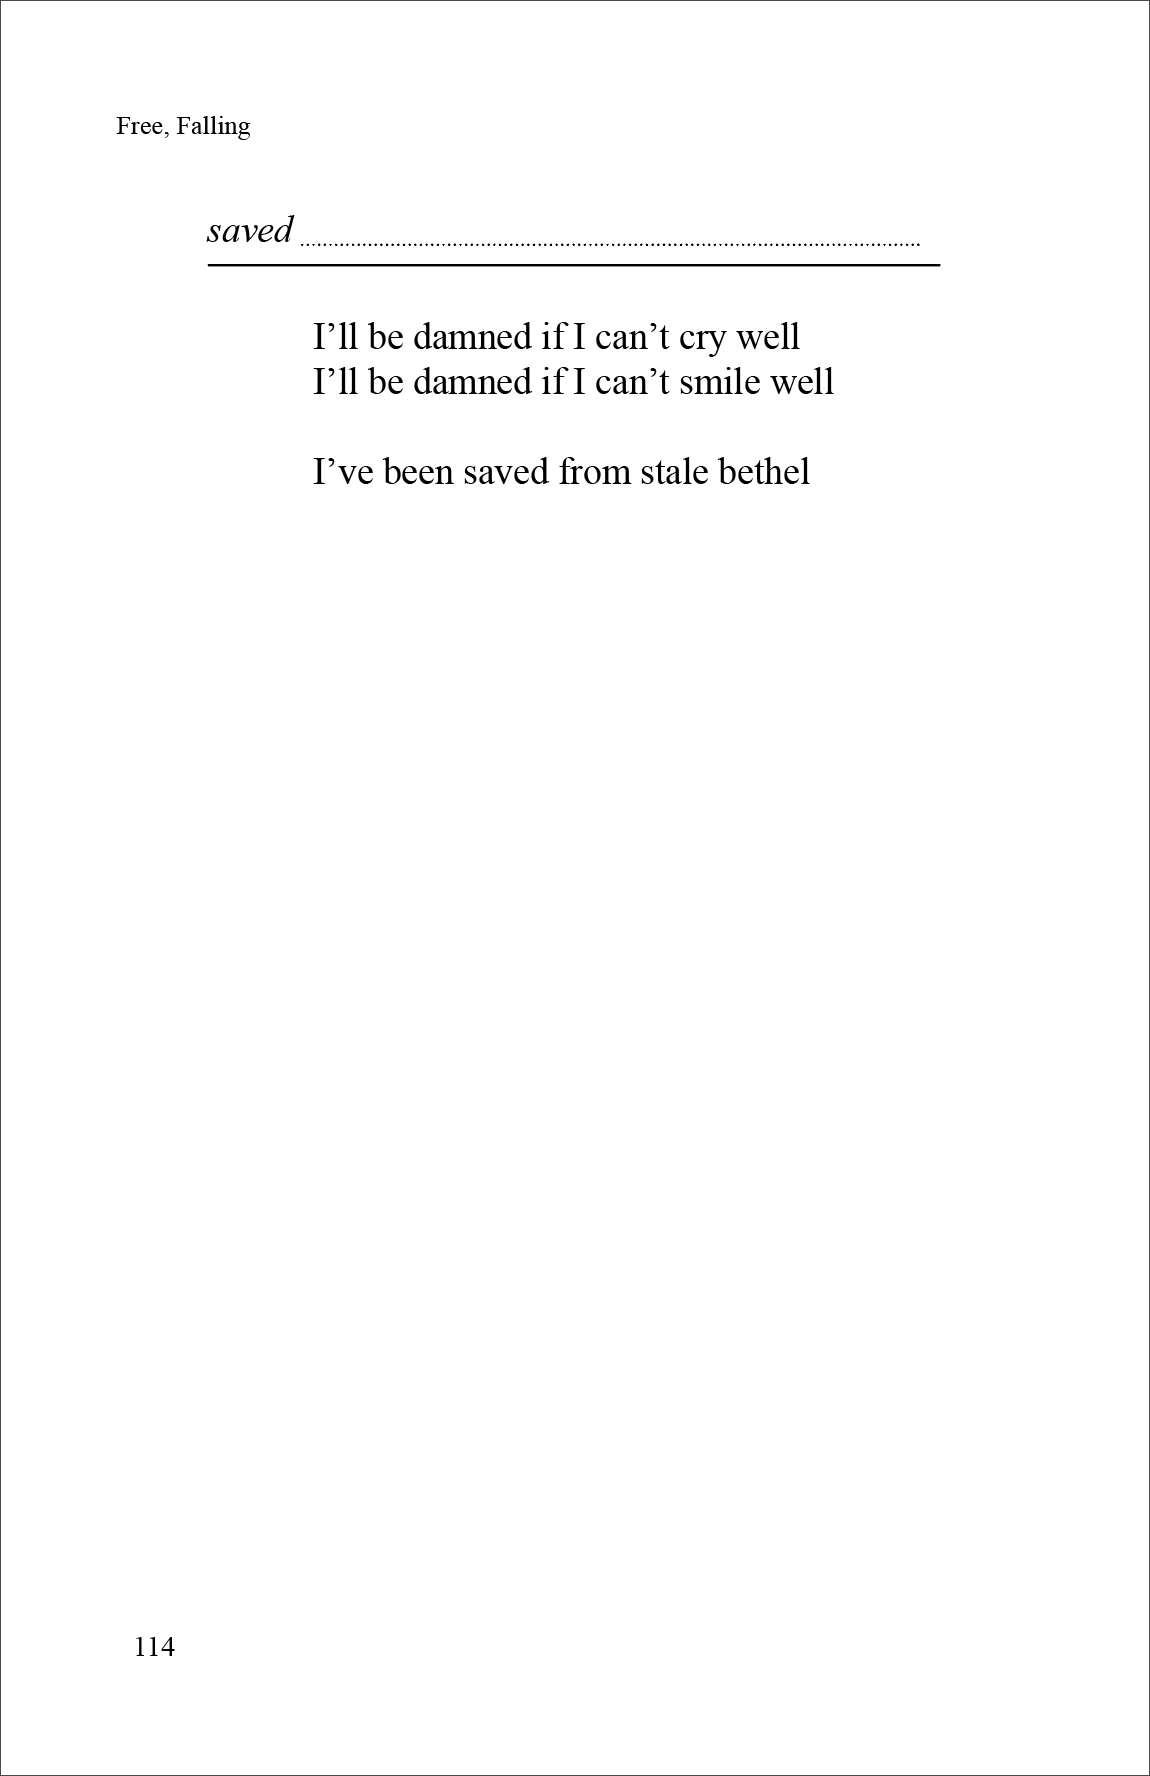 Free, Falling
saved ..............................................................................................................
I’ll be damned if I can’t cry well
I’ll be damned if I can’t smile well
I’ve been saved from stale bethel
114